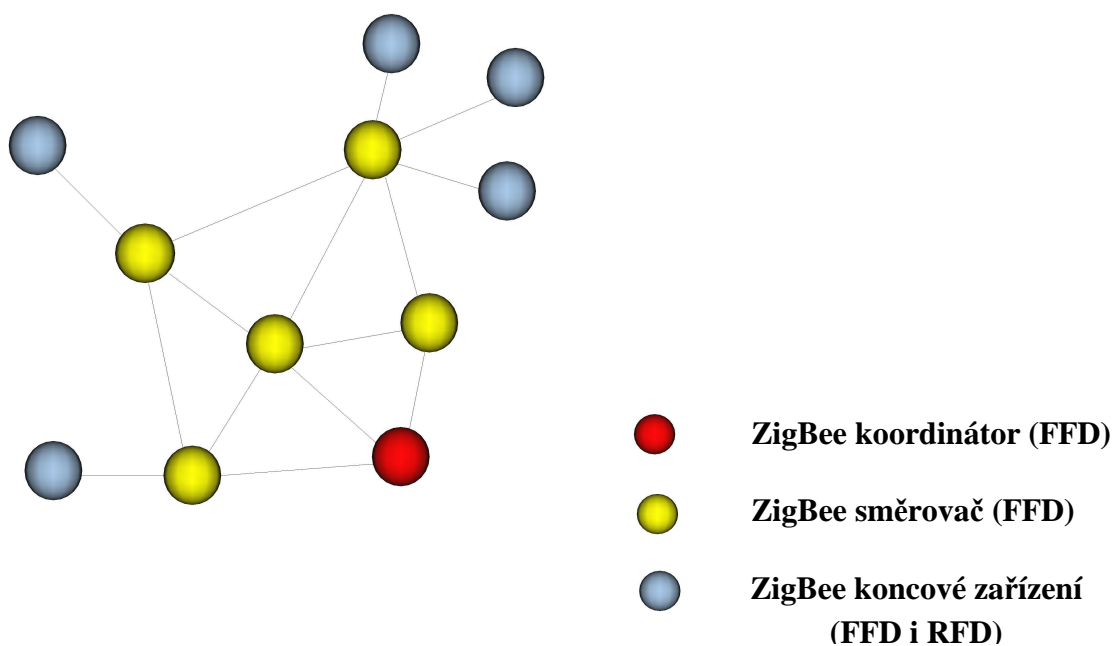 ZigBee koordinátor (FFD)
ZigBee směrovač (FFD)
ZigBee koncové zařízení
(FFD i RFD)